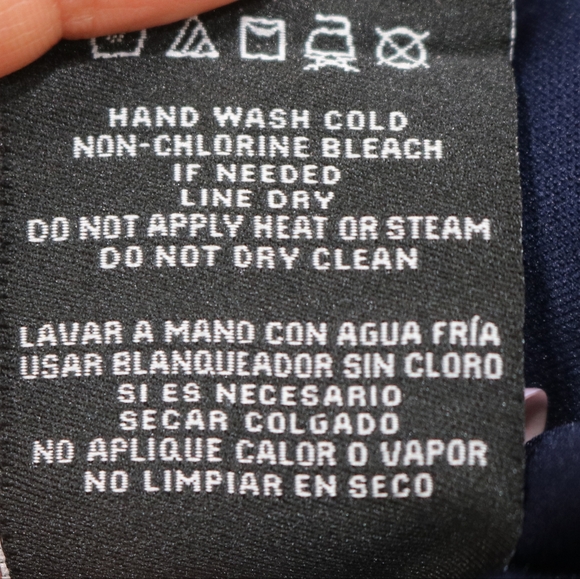 HAND WASH COLD
NON-CHLORINE BLEACH
IF NEEDED
LINE DRY
DO NOT APPLY HEAT OR STEAM
DO NOT DRY CLEAN
LAVAR A MANO CON AGUA FRÍA
USAR BLANQUEADOR SIN CLORO
SI ES NECESARIO
SECAR COLGADO
NO APLIQUE CALOR O VAPOR
NO LIMPIAR EN SECO